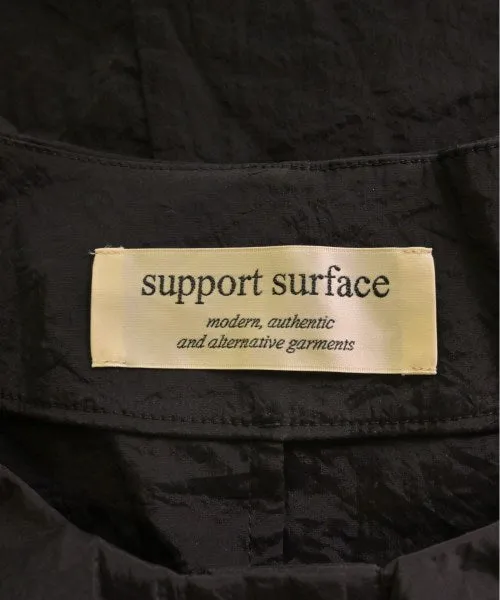 support surface
modern, authentic
and alternative garments